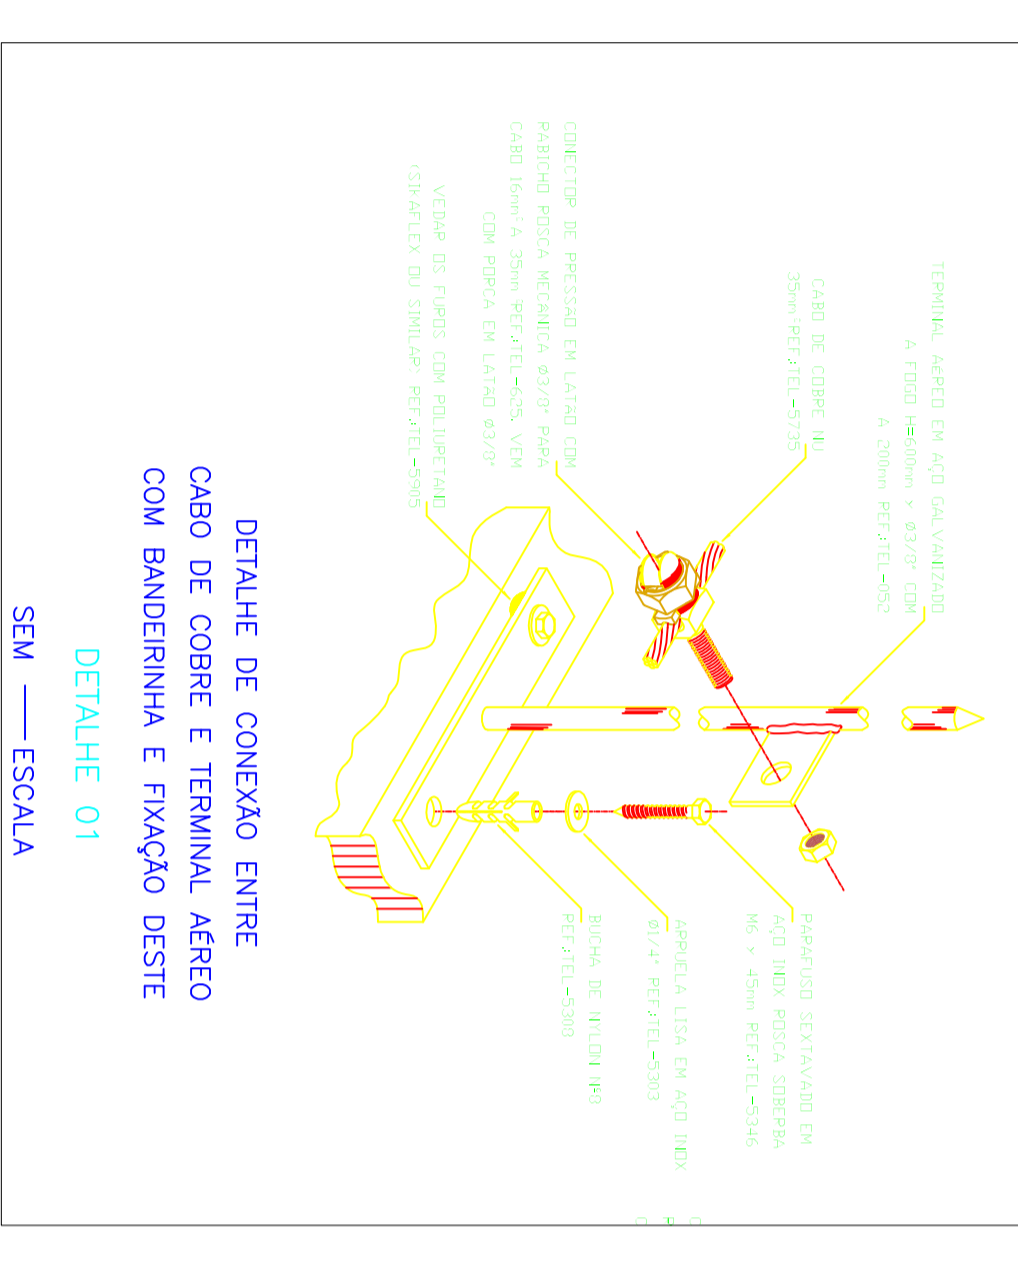 TERMINAL AÉREO EM AÇO GALVANIZADO
A FOGO H=600mm x Ø3/8" COM
A 200mm REF.:TEL-052
CABO DE COBRE NU
35mm² REF.:TEL-5735
CONECTOR DE PRESSÃO EM LATÃO COM
RABICHO ROSCA MECANICA Ø3/8" PARA
CABO 16mm² A 35mm² REF.:TEL-625. VEM
COM PORCA EM LATÃO Ø3/8"
VEDAR OS FUROS COM POLIURETANO
(SIKAFLEX OU SIMILAR) REF.:TEL-5905
PARAFUSO SEXTAVADO EM
AÇO INOX ROSCA SOBERBA
M6 x 45mm REF.:TEL-5346
ARRUELA LISA EM AÇO INOX
Ø1/4" REF.:TEL-5303
BUCHA DE NYLON Nº8
REF.:TEL-5308
DETALHE DE CONEXÃO ENTRE
CABO DE COBRE E TERMINAL AÉREO
COM BANDEIRINHA E FIXAÇÃO DESTE
DETALHE 01
SEM ESCALA